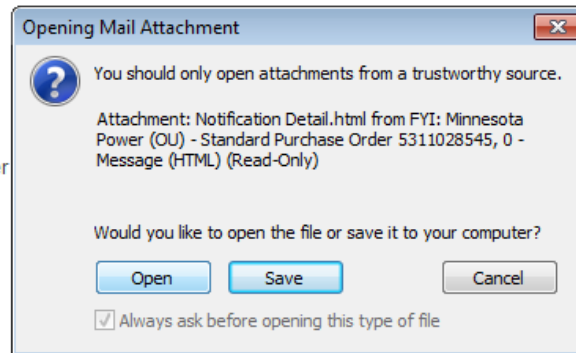 Opening Mail Attachment
You should only open attachments from a trustworthy source.
Attachment: Notification Detail.html from FYI: Minnesota
Power (OU) - Standard Purchase Order 5311028545, 0 -
Message (HTML) (Read-Only)
Would you like to open the file or save it to your computer?
Open Save Cancel
Always ask before opening this type of file